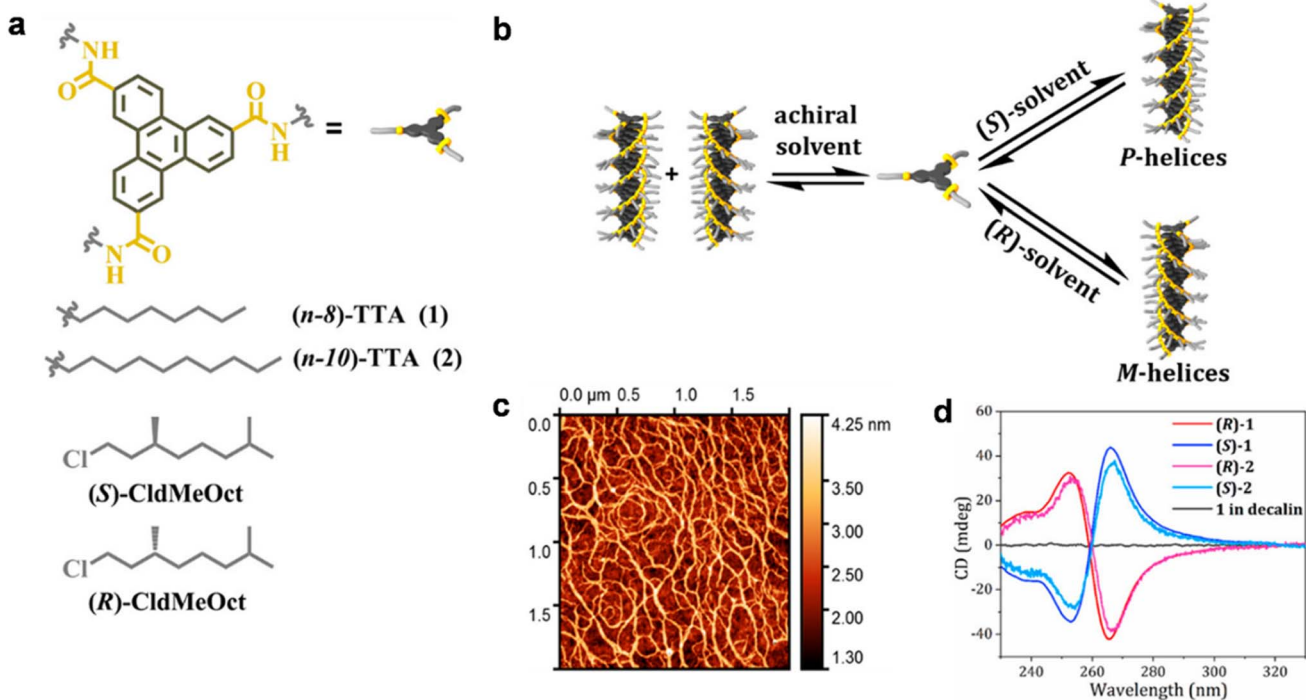 a
NH
O
O
N
H
=
N
H
O
(n-8)-TTA (1)
(n-10)-TTA (2)
Cl
(S)-CldMeOct
Cl
(R)-CldMeOct
b
+
achiral
solvent
(S)-solvent
(R)-solvent
P-helices
M-helices
c
0.0 µm 0.5 1.0 1.5
0.0
0.5
1.0
1.5
4.25 nm
3.50
3.00
2.50
2.00
1.30
d
CD (mdeg)
60
40
20
0
-20
-40
(R)-1
(S)-1
(R)-2
(S)-2
1 in decalin
240 260 280 300 320
Wavelength (nm)